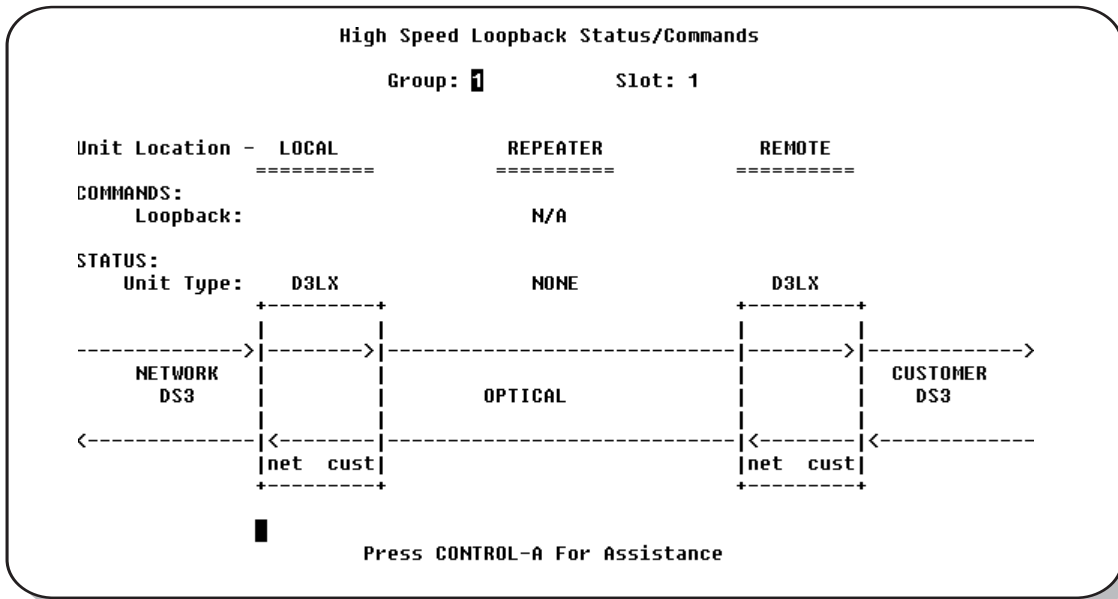 High Speed Loopback Status/Commands
Group: 1 Slot: 1
Unit Location - LOCAL REPEATER REMOTE
========== ========== ==========
COMMANDS:
Loopback: N/A
STATUS:
Unit Type: D3LX NONE D3LX
+---------+ +---------+
| | | |
-------------->|-------->|------------------------------|-------->|------------->
NETWORK | | | | CUSTOMER
DS3 | | OPTICAL | | DS3
| | | |
<---------------|<--------|------------------------------|<--------|<-------------
|net cust| |net cust|
+---------+ +---------+
Press CONTROL-A For Assistance